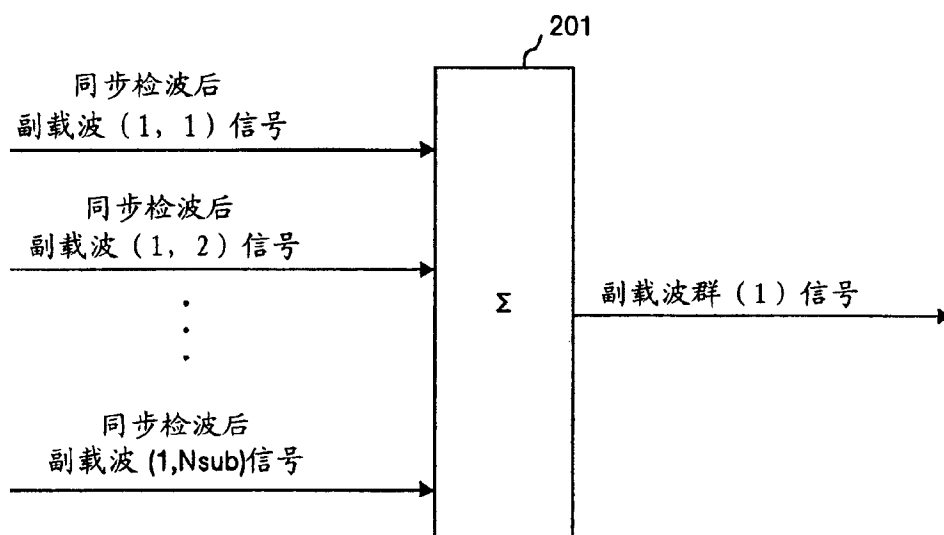 201
同步检波后
副载波（1，1）信号
同步检波后
副载波（1，2）信号
Σ
副载波群（1）信号
同步检波后
副载波(1,Nsub)信号